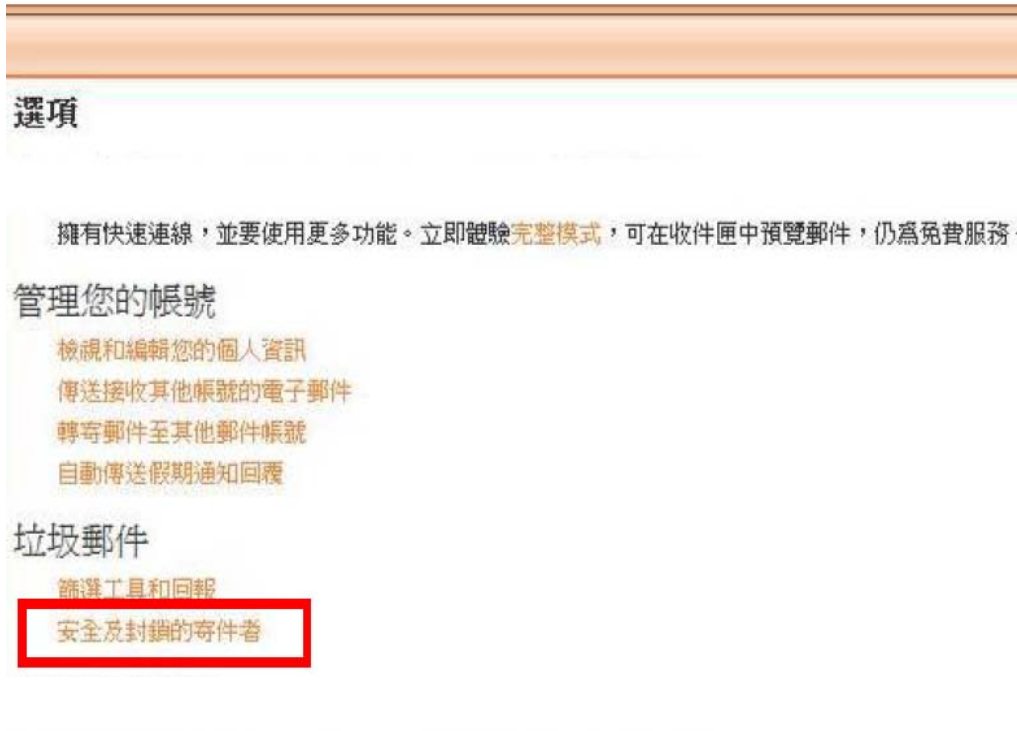 選項
擁有快速連線，並要使用更多功能。立即體驗完整模式，可在收件匣中預覽郵件，仍為免費服務。
管理您的帳號
檢視和編輯您的個人資訊
傳送接收其他帳號的電子郵件
轉寄郵件至其他郵件帳號
自動傳送假期通知回覆
垃圾郵件
篩選工具和回報
安全及封鎖的寄件者